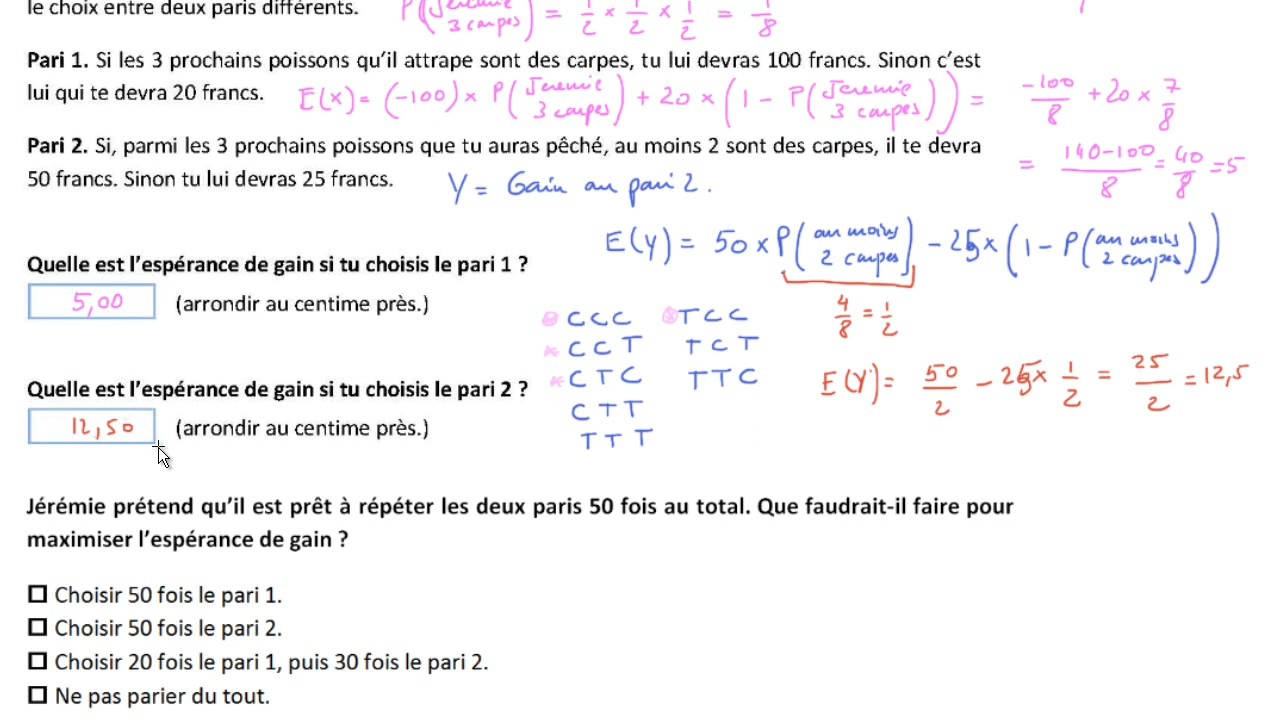 le choix entre deux paris différents. P(Jérémie 3 carpes) = 1/2 × 1/2 × 1/2 = 1/8
Pari 1. Si les 3 prochains poissons qu'il attrape sont des carpes, tu lui devras 100 francs. Sinon c'est
lui qui te devra 20 francs. E(X) = (-100) × P(Jeremie 3 carpes) + 20 × (1 - P(Jeremie 3 carpes)) = -100/8 + 20 × 7/8
Pari 2. Si, parmi les 3 prochains poissons que tu auras pêché, au moins 2 sont des carpes, il te devra
= 140-100/8 = 40/8 = 5
50 francs. Sinon tu lui devras 25 francs. Y = Gain au pari 2.
E(Y) = 50 × P(au moins 2 carpes) - 25 × (1 - P(au moins 2 carpes))
Quelle est l'espérance de gain si tu choisis le pari 1 ?
5,00 (arrondir au centime près.)
4/8 = 1/2
CCC TCC
CCT TCT
CTC TTC
CTT
TTT
E(Y) = 50/2 - 25 × 1/2 = 25/2 = 12,5
Quelle est l'espérance de gain si tu choisis le pari 2 ?
12,50 (arrondir au centime près.)
Jérémie prétend qu'il est prêt à répéter les deux paris 50 fois au total. Que faudrait-il faire pour
maximiser l'espérance de gain ?
Choisir 50 fois le pari 1.
Choisir 50 fois le pari 2.
Choisir 20 fois le pari 1, puis 30 fois le pari 2.
Ne pas parier du tout.